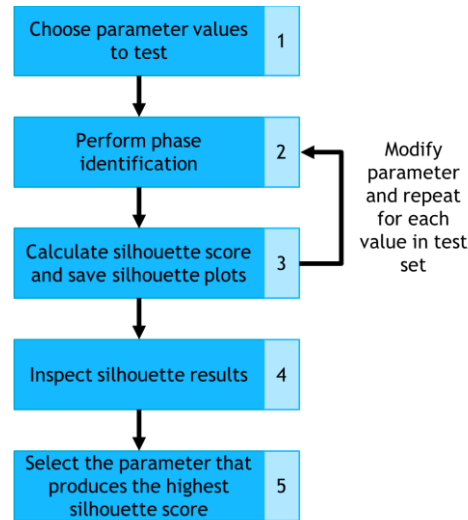 Choose parameter values
to test
1
Perform phase
identification
2
Modify
parameter
and repeat
for each
value in test
set
Calculate silhouette score
and save silhouette plots
3
Inspect silhouette results
4
Select the parameter that
produces the highest
silhouette score
5